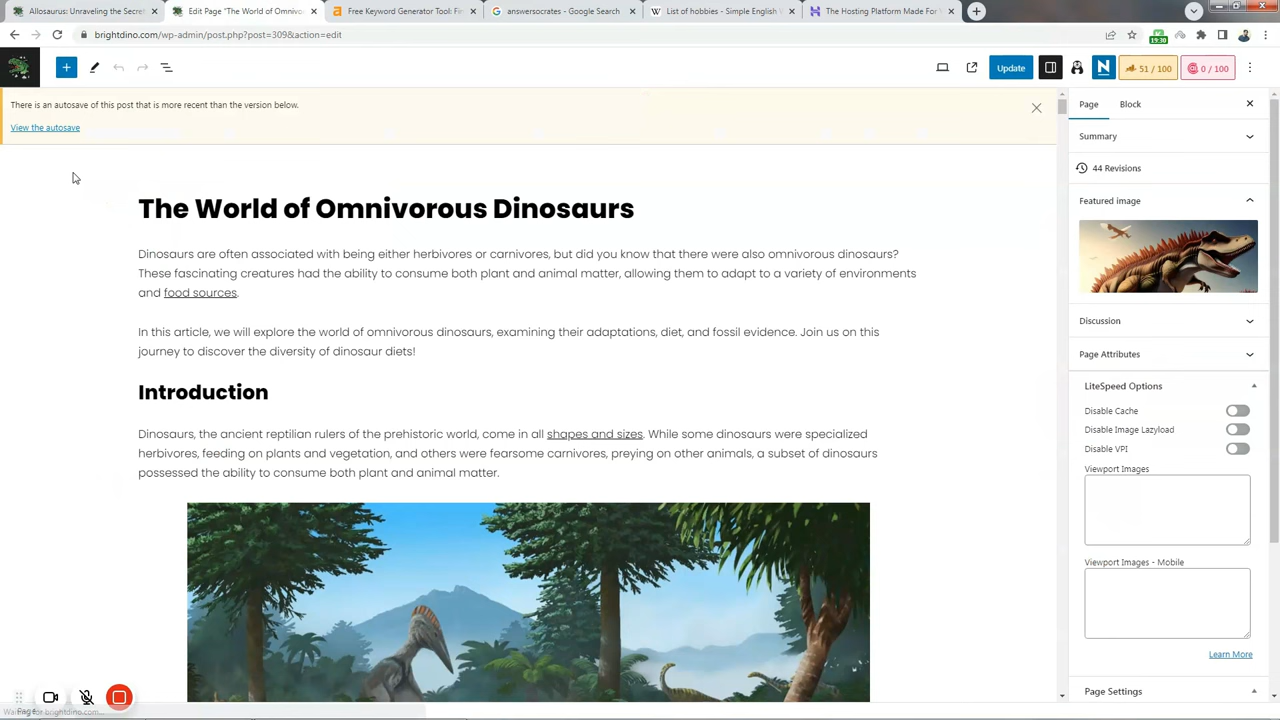 Allosaurus: Unraveling the Secret
Edit Page "The World of Omnivo
Free Keyword Generator Tool: Fi
answersocrates - Google Search
List of hobbies - Simple English W
The Hosting Platform Made For
brightdino.com/wp-admin/post.php?post=309&action=edit
19:30
Update
51 / 100
0 / 100
There is an autosave of this post that is more recent than the version below.
View the autosave
Page
Block
Summary
44 Revisions
Featured image
The World of Omnivorous Dinosaurs
Dinosaurs are often associated with being either herbivores or carnivores, but did you know that there were also omnivorous dinosaurs?
These fascinating creatures had the ability to consume both plant and animal matter, allowing them to adapt to a variety of environments
and food sources.
In this article, we will explore the world of omnivorous dinosaurs, examining their adaptations, diet, and fossil evidence. Join us on this
journey to discover the diversity of dinosaur diets!
Introduction
Dinosaurs, the ancient reptilian rulers of the prehistoric world, come in all shapes and sizes. While some dinosaurs were specialized
herbivores, feeding on plants and vegetation, and others were fearsome carnivores, preying on other animals, a subset of dinosaurs
possessed the ability to consume both plant and animal matter.
Discussion
Page Attributes
LiteSpeed Options
Disable Cache
Disable Image Lazyload
Disable VPI
Viewport Images
Viewport Images - Mobile
Learn More
Page Settings
Page